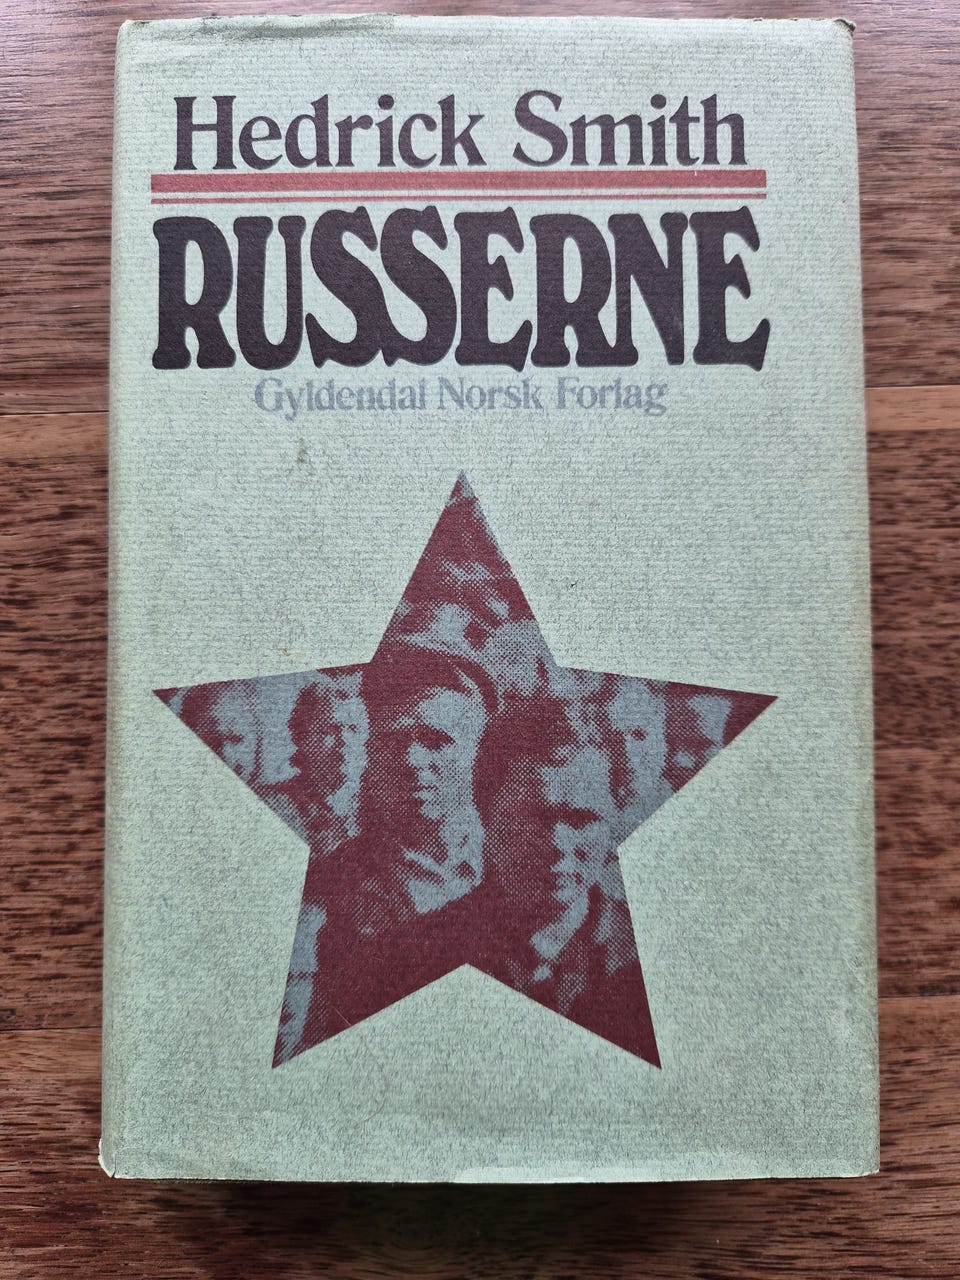 Hedrick Smith
RUSSERNE
Gyldendal Norsk Forlag